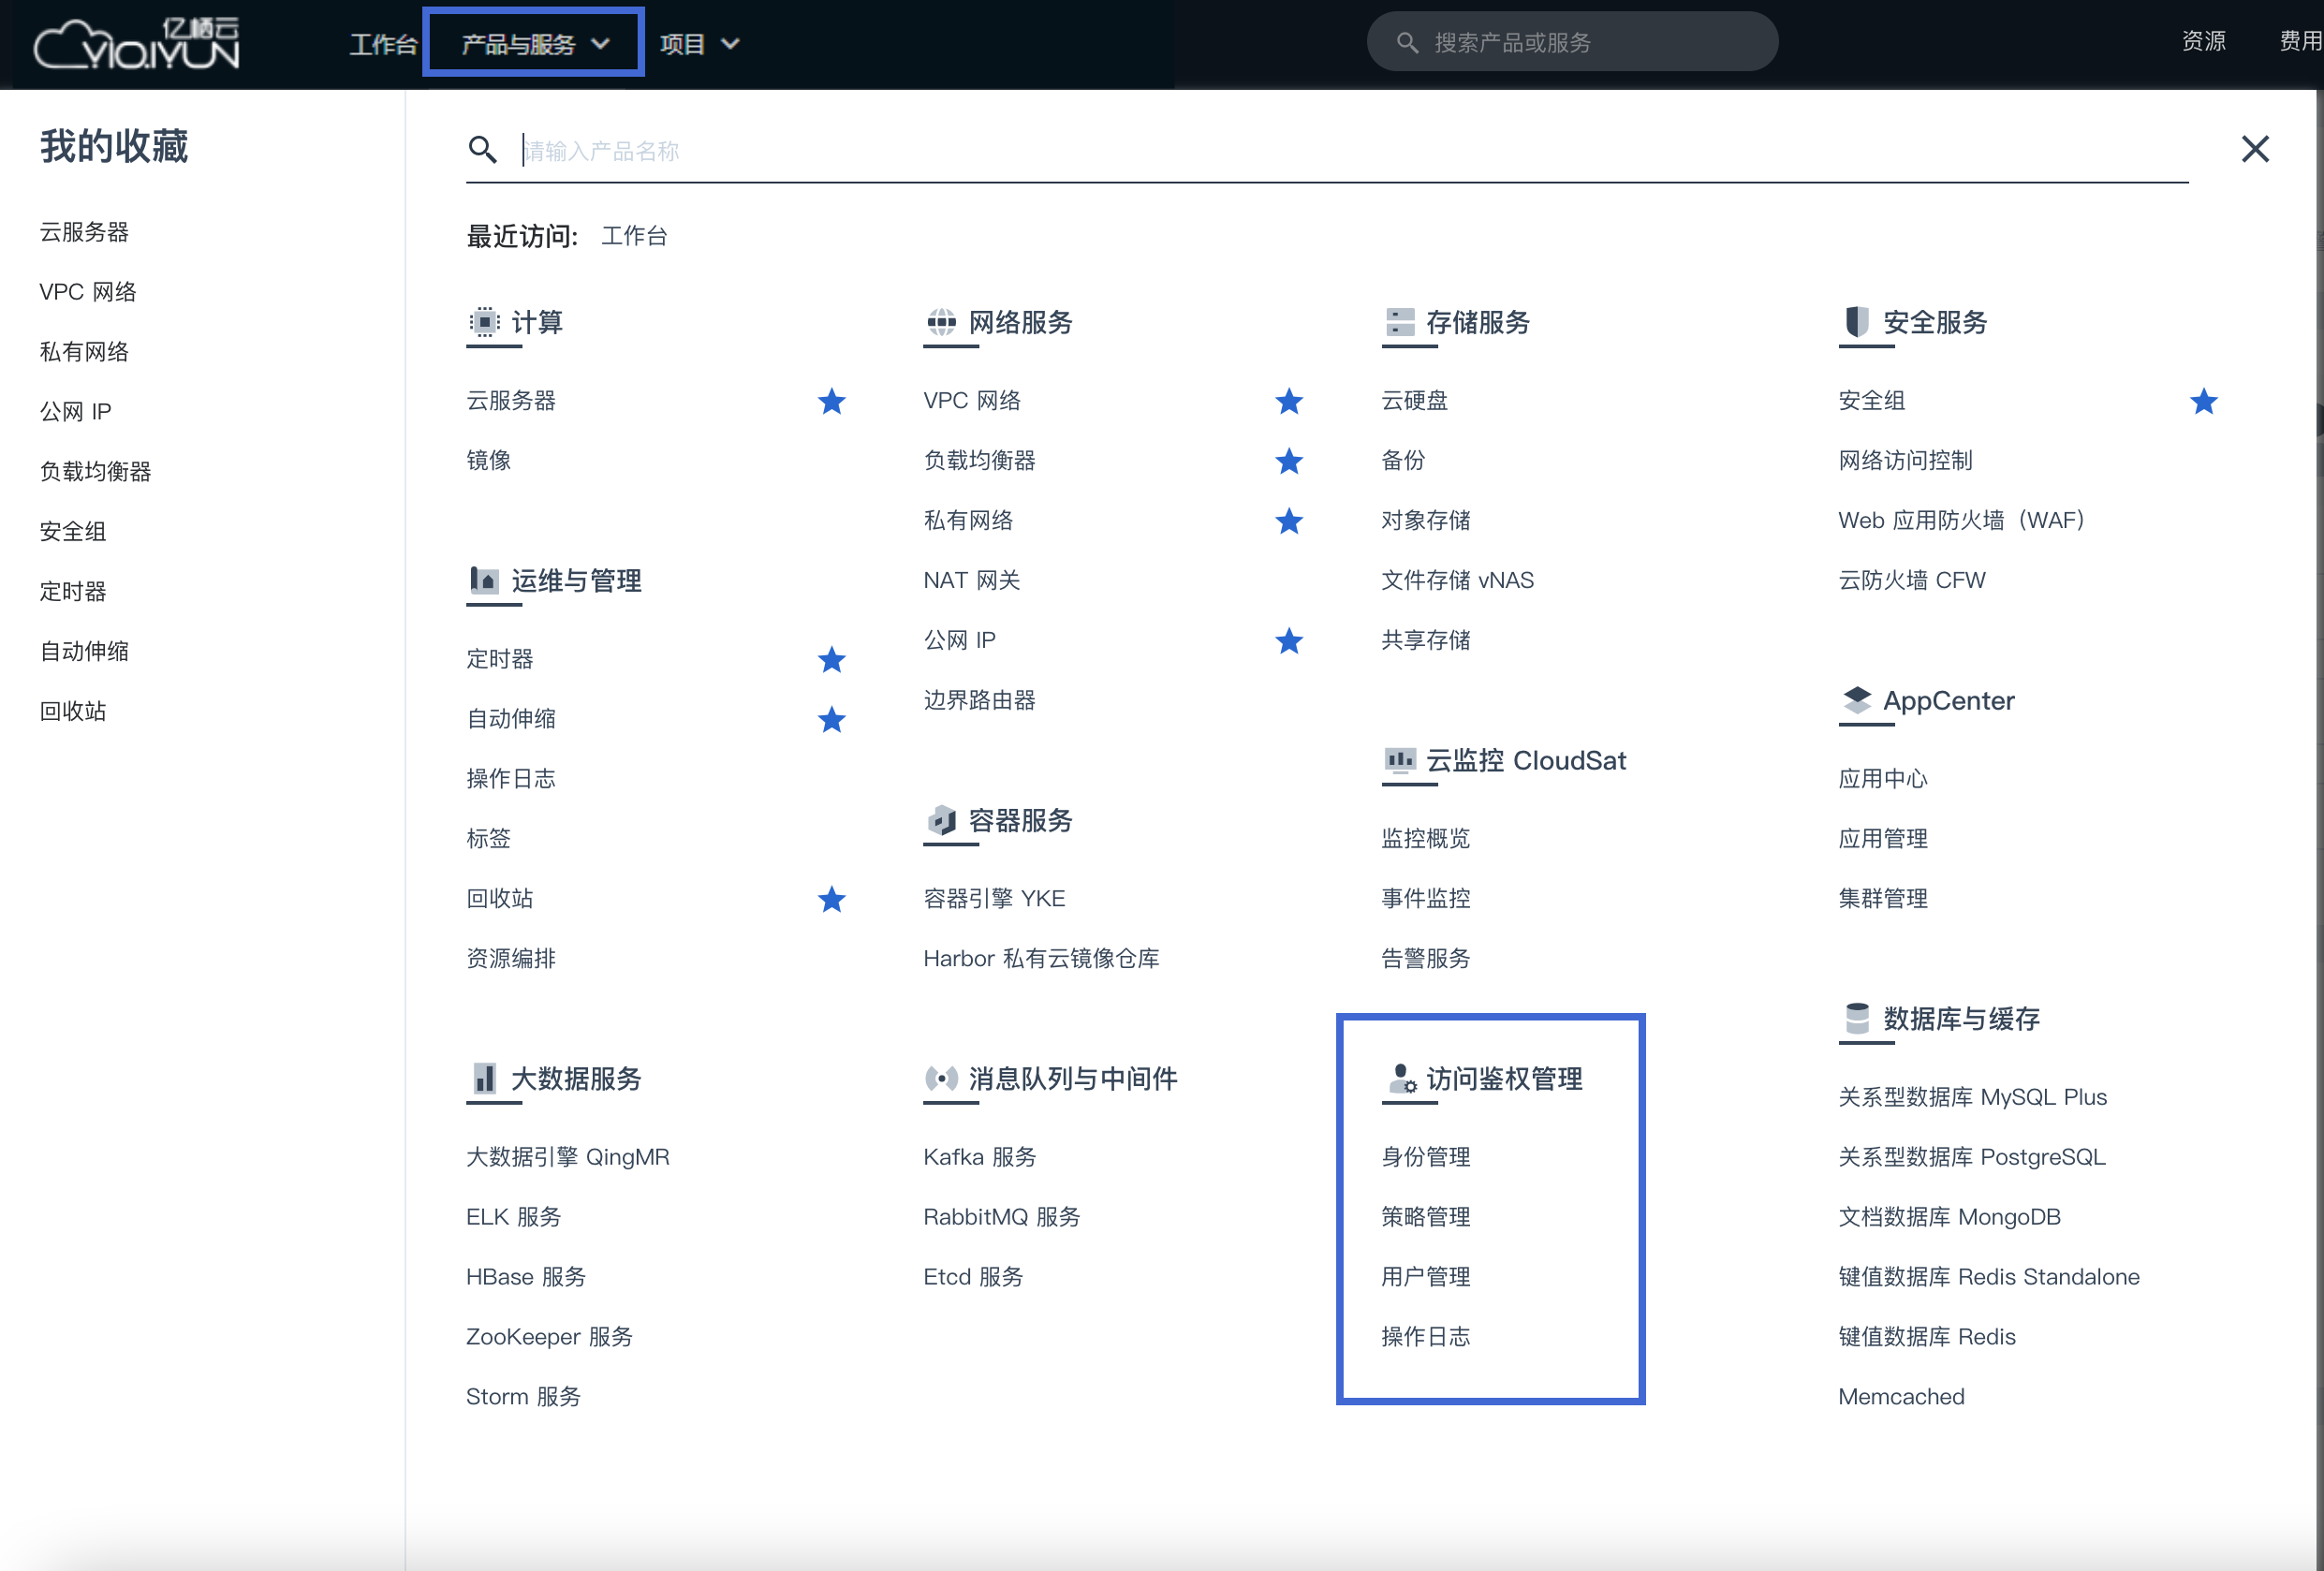 亿栖云
YIQIYUN
工作台 产品与服务 项目 搜索产品或服务 资源 费用
我的收藏
云服务器
VPC 网络
私有网络
公网 IP
负载均衡器
安全组
定时器
自动伸缩
回收站
请输入产品名称
最近访问: 工作台
计算
云服务器
镜像
运维与管理
定时器
自动伸缩
操作日志
标签
回收站
资源编排
大数据服务
大数据引擎 QingMR
ELK 服务
HBase 服务
ZooKeeper 服务
Storm 服务
网络服务
VPC 网络
负载均衡器
私有网络
NAT 网关
公网 IP
边界路由器
容器服务
容器引擎 YKE
Harbor 私有云镜像仓库
消息队列与中间件
Kafka 服务
RabbitMQ 服务
Etcd 服务
存储服务
云硬盘
备份
对象存储
文件存储 vNAS
共享存储
云监控 CloudSat
监控概览
事件监控
告警服务
访问鉴权管理
身份管理
策略管理
用户管理
操作日志
安全服务
安全组
网络访问控制
Web 应用防火墙（WAF）
云防火墙 CFW
AppCenter
应用中心
应用管理
集群管理
数据库与缓存
关系型数据库 MySQL Plus
关系型数据库 PostgreSQL
文档数据库 MongoDB
键值数据库 Redis Standalone
键值数据库 Redis
Memcached